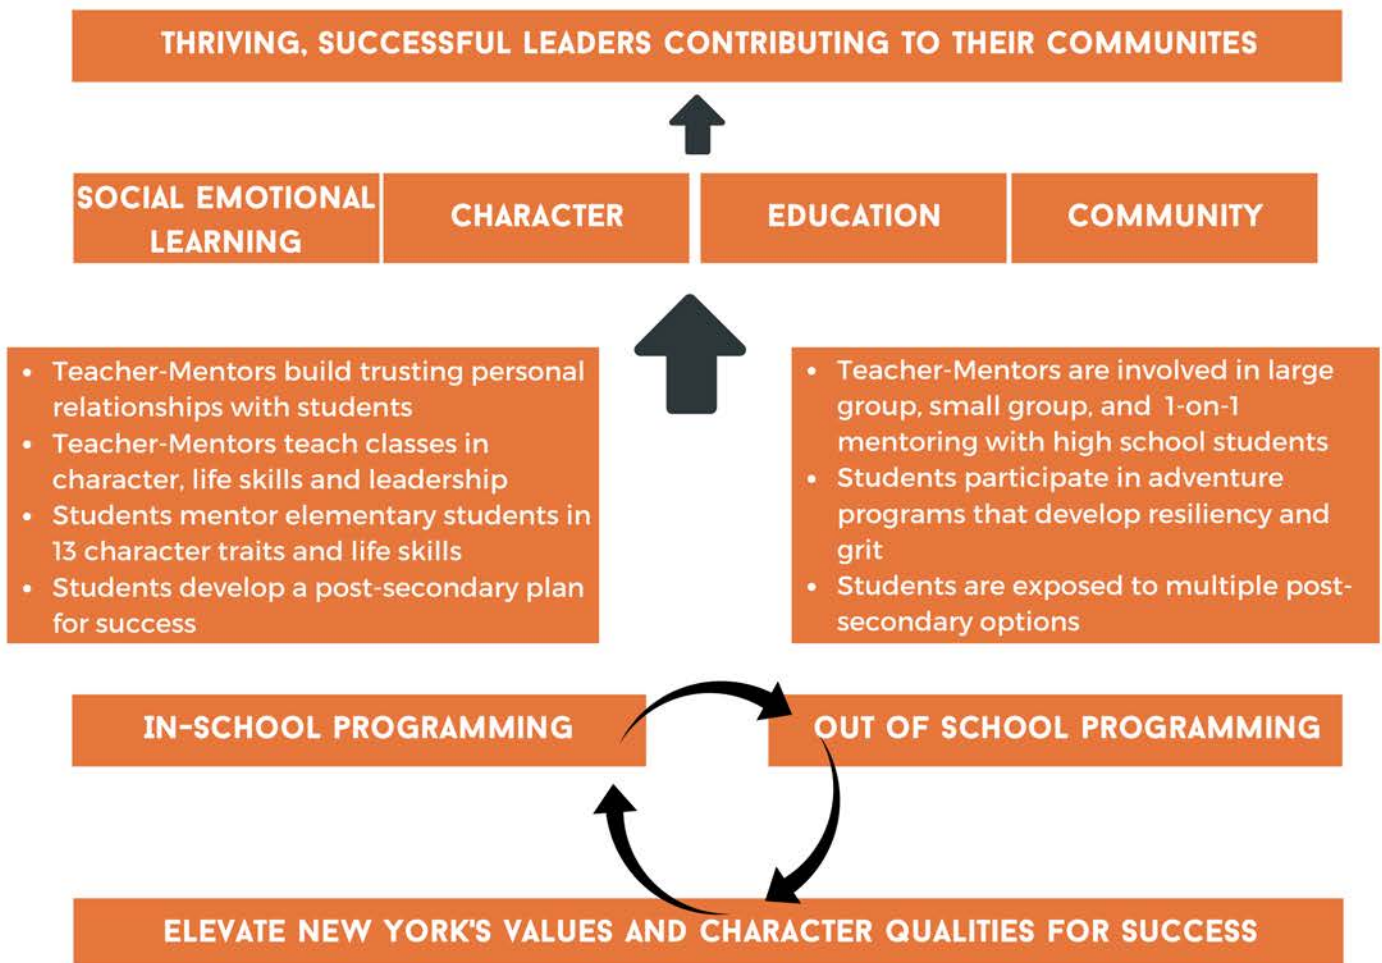 THRIVING, SUCCESSFUL LEADERS CONTRIBUTING TO THEIR COMMUNITES
SOCIAL EMOTIONAL
LEARNING
CHARACTER
EDUCATION
COMMUNITY
• Teacher-Mentors build trusting personal
relationships with students
• Teacher-Mentors teach classes in
character, life skills and leadership
• Students mentor elementary students in
13 character traits and life skills
• Students develop a post-secondary plan
for success
• Teacher-Mentors are involved in large
group, small group, and 1-on-1
mentoring with high school students
• Students participate in adventure
programs that develop resiliency and
grit
• Students are exposed to multiple post-
secondary options
IN-SCHOOL PROGRAMMING
OUT OF SCHOOL PROGRAMMING
ELEVATE NEW YORK'S VALUES AND CHARACTER QUALITIES FOR SUCCESS